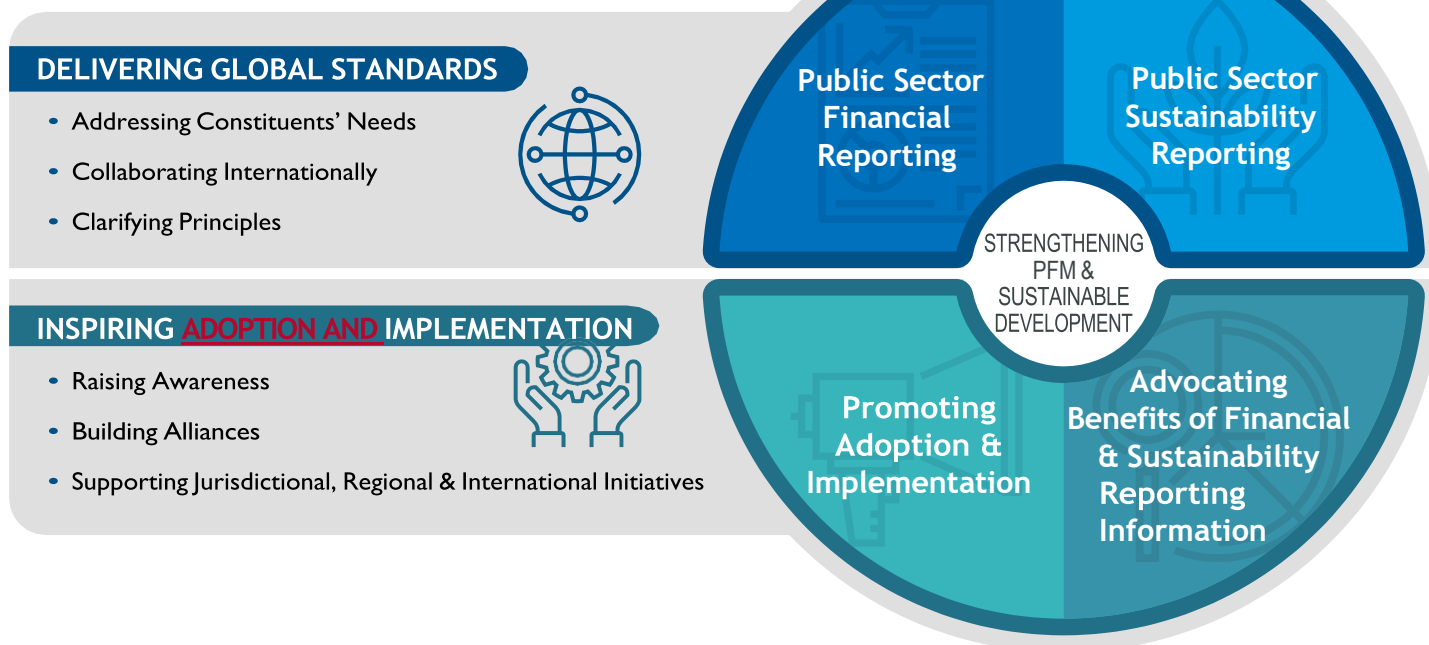 DELIVERING GLOBAL STANDARDS
• Addressing Constituents’ Needs
• Collaborating Internationally
• Clarifying Principles
INSPIRING ADOPTION AND IMPLEMENTATION
• Raising Awareness
• Building Alliances
• Supporting Jurisdictional, Regional & International Initiatives
Public Sector
Financial
Reporting
Public Sector
Sustainability
Reporting
STRENGTHENING
PFM &
SUSTAINABLE
DEVELOPMENT
Promoting
Adoption &
Implementation
Advocating
Benefits of Financial
& Sustainability
Reporting
Information